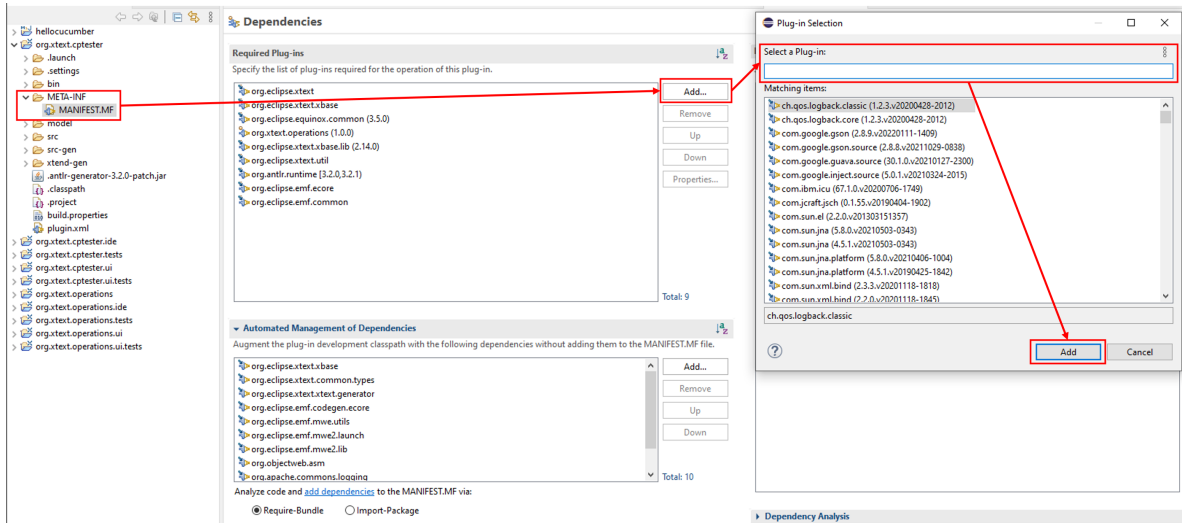 hellocucumber
org.xtext.cptester
.launch
.settings
bin
META-INF
MANIFEST.MF
model
src
src-gen
xtend-gen
.antlr-generator-3.2.0-patch.jar
.classpath
.project
build.properties
plugin.xml
org.xtext.cptester.ide
org.xtext.cptester.tests
org.xtext.cptester.ui
org.xtext.cptester.ui.tests
org.xtext.operations
org.xtext.operations.ide
org.xtext.operations.tests
org.xtext.operations.ui
org.xtext.operations.ui.tests
Dependencies
Required Plug-ins
Specify the list of plug-ins required for the operation of this plug-in.
org.eclipse.xtext
org.eclipse.xtext.xbase
org.eclipse.equinox.common (3.5.0)
org.xtext.operations (1.0.0)
org.eclipse.xtext.xbase.lib (2.14.0)
org.eclipse.xtext.util
org.antlr.runtime [3.2.0,3.2.1)
org.eclipse.emf.ecore
org.eclipse.emf.common
Add...
Remove
Up
Down
Properties...
Total: 9
Automated Management of Dependencies
Augment the plug-in development classpath with the following dependencies without adding them to the MANIFEST.MF file.
org.eclipse.xtext.xbase
org.eclipse.xtext.common.types
org.eclipse.xtext.xtext.generator
org.eclipse.emf.codegen.ecore
org.eclipse.emf.mwe.utils
org.eclipse.emf.mwe2.launch
org.eclipse.emf.mwe2.lib
org.objectweb.asm
org.apache.commons.logging
Add...
Remove
Up
Down
Total: 10
Analyze code and add dependencies to the MANIFEST.MF via:
Require-Bundle Import-Package
Plug-in Selection
Select a Plug-in:
Matching items:
ch.qos.logback.classic (1.2.3.v20200428-2012)
ch.qos.logback.core (1.2.3.v20200428-2012)
com.google.gson (2.8.9.v20220111-1409)
com.google.gson.source (2.8.8.v20211029-0838)
com.google.guava.source (30.1.0.v20210127-2300)
com.google.inject.source (5.0.1.v20210324-2015)
com.ibm.icu (67.1.0.v20200706-1749)
com.jcraft.jsch (0.1.55.v20190404-1902)
com.sun.el (2.2.0.v201303151357)
com.sun.jna (5.8.0.v20210503-0343)
com.sun.jna (4.5.1.v20210503-0343)
com.sun.jna.platform (5.8.0.v20210406-1004)
com.sun.jna.platform (4.5.1.v20190425-1842)
com.sun.xml.bind (2.3.3.v20201118-1818)
com.sun.xml.bind (2.2.0.v20201118-1845)
ch.qos.logback.classic
Add
Cancel
Dependency Analysis